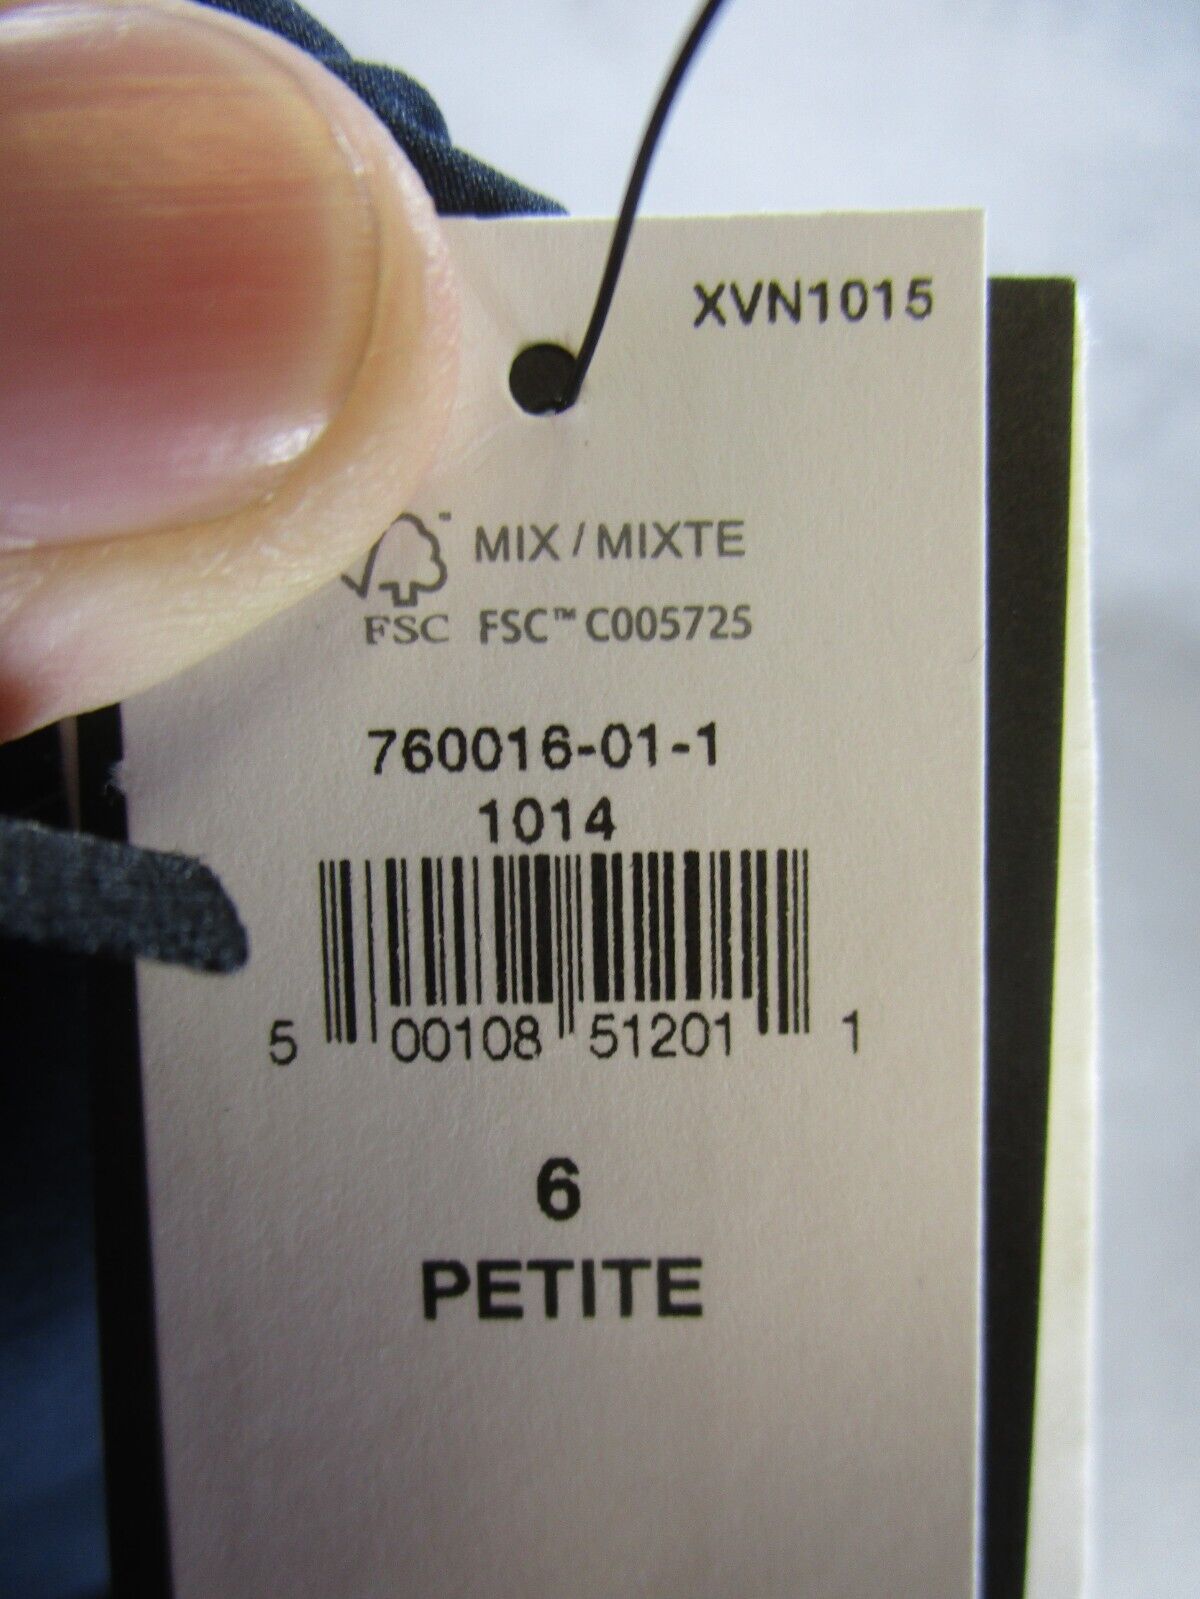 XVN1015
MIX / MIXTE
FSC FSC™ C005725
760016-01-1
1014
5 00108 51201 1
6
PETITE